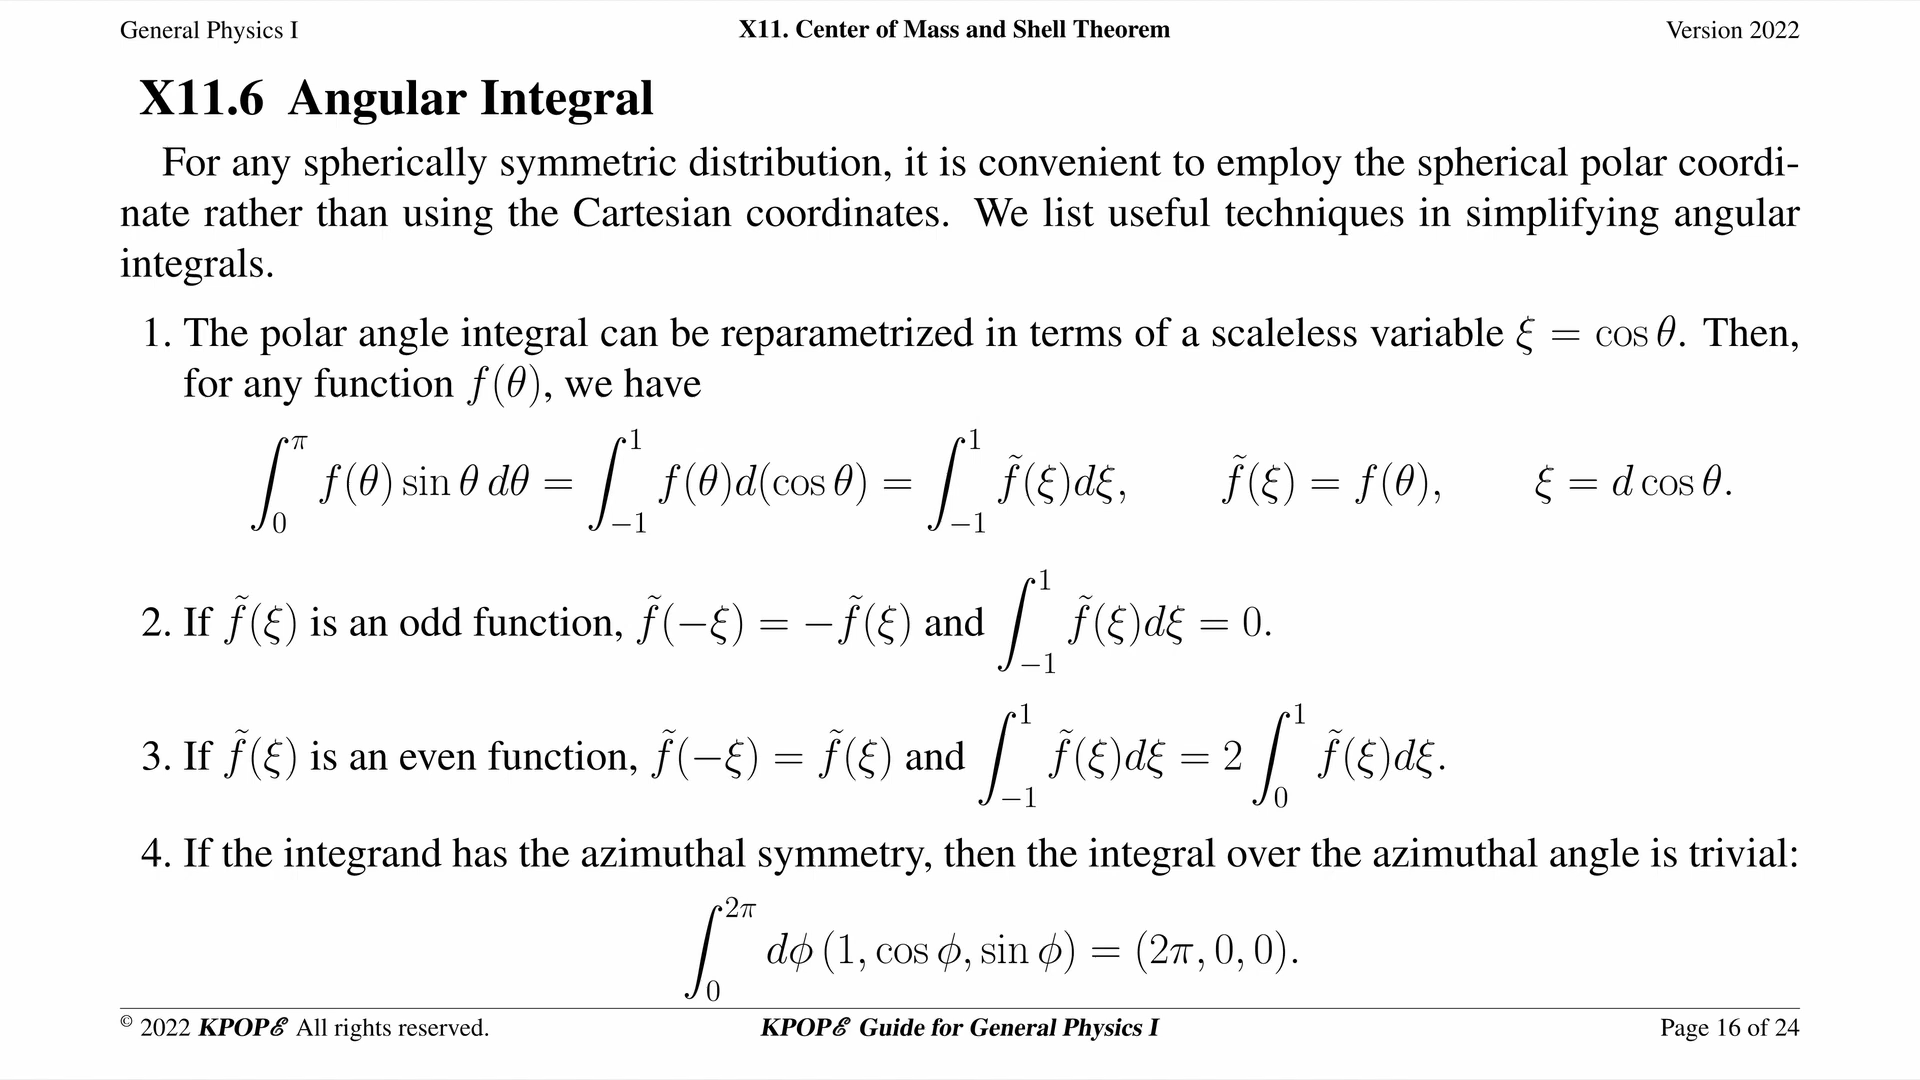 General Physics I X11. Center of Mass and Shell Theorem Version 2022
X11.6 Angular Integral
For any spherically symmetric distribution, it is convenient to employ the spherical polar coordi-
nate rather than using the Cartesian coordinates. We list useful techniques in simplifying angular
integrals.
1. The polar angle integral can be reparametrized in terms of a scaleless variable ξ = cos θ. Then,
for any function f(θ), we have
∫_0^π f(θ) sin θ dθ = ∫_{−1}^1 f(θ)d(cos θ) = ∫_{−1}^1 f̃(ξ)dξ, f̃(ξ) = f(θ), ξ = d cos θ.
2. If f̃(ξ) is an odd function, f̃(−ξ) = −f̃(ξ) and ∫_{−1}^1 f̃(ξ)dξ = 0.
3. If f̃(ξ) is an even function, f̃(−ξ) = f̃(ξ) and ∫_{−1}^1 f̃(ξ)dξ = 2 ∫_0^1 f̃(ξ)dξ.
4. If the integrand has the azimuthal symmetry, then the integral over the azimuthal angle is trivial:
∫_0^{2π} dϕ (1, cos ϕ, sin ϕ) = (2π, 0, 0).
© 2022 KPOPℰ All rights reserved. KPOPℰ Guide for General Physics I Page 16 of 24